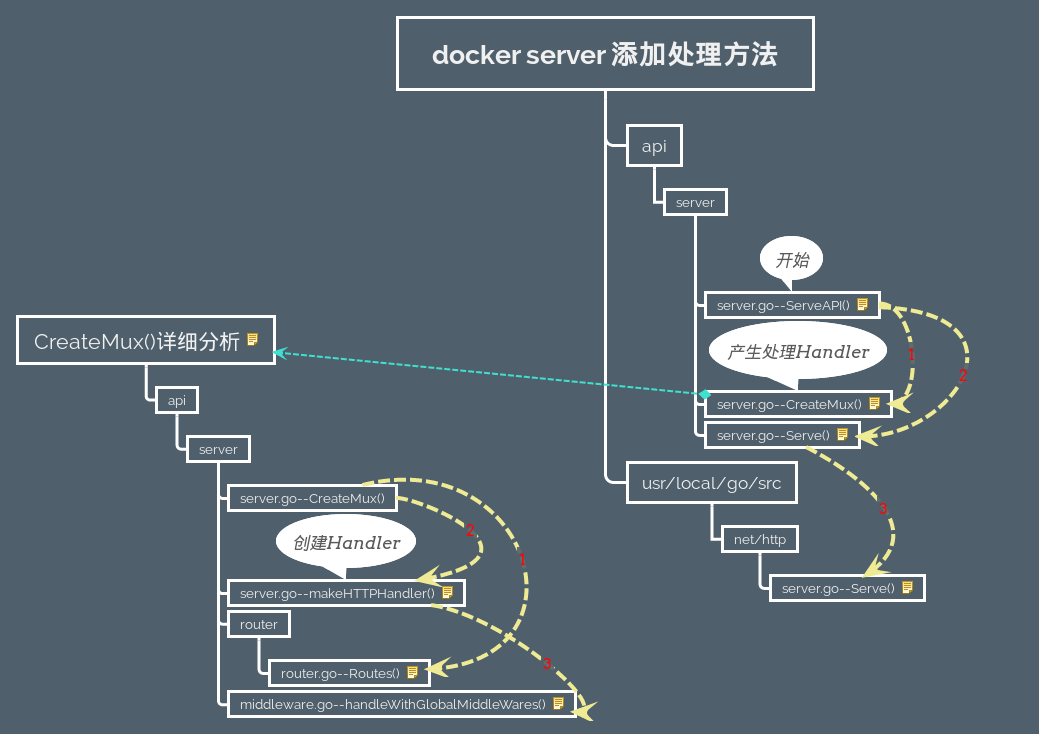 docker server 添加处理方法
api
server
开始
server.go--ServeAPI()
产生处理Handler
1
2
server.go--CreateMux()
server.go--Serve()
usr/local/go/src
3
net/http
server.go--Serve()
CreateMux()详细分析
api
server
server.go--CreateMux()
2
1
创建Handler
server.go--makeHTTPHandler()
router
3
router.go--Routes()
middleware.go--handleWithGlobalMiddleWares()